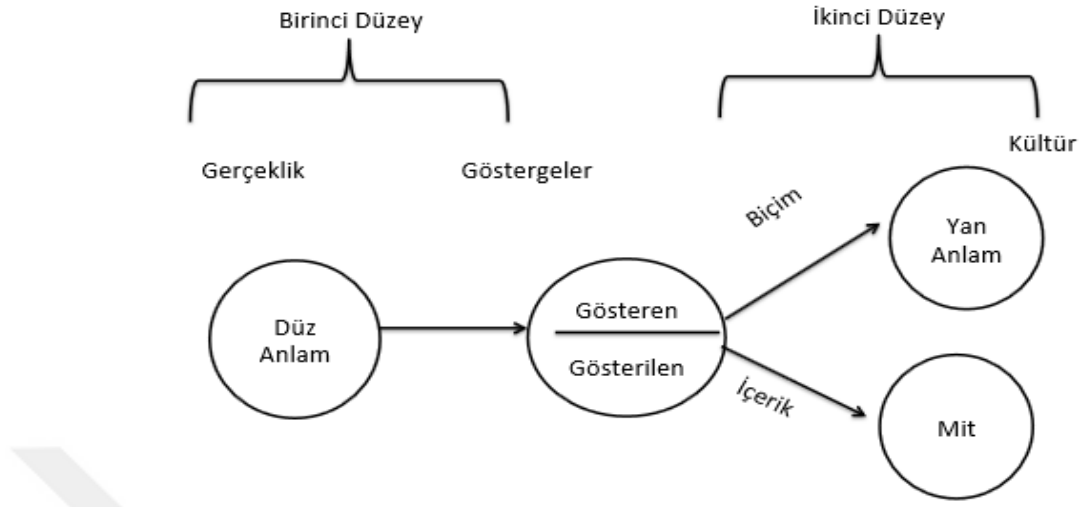 Birinci Düzey
İkinci Düzey
Gerçeklik
Göstergeler
Kültür
Biçim
Yan
Anlam
Düz
Anlam
Gösteren
Gösterilen
İçerik
Mit